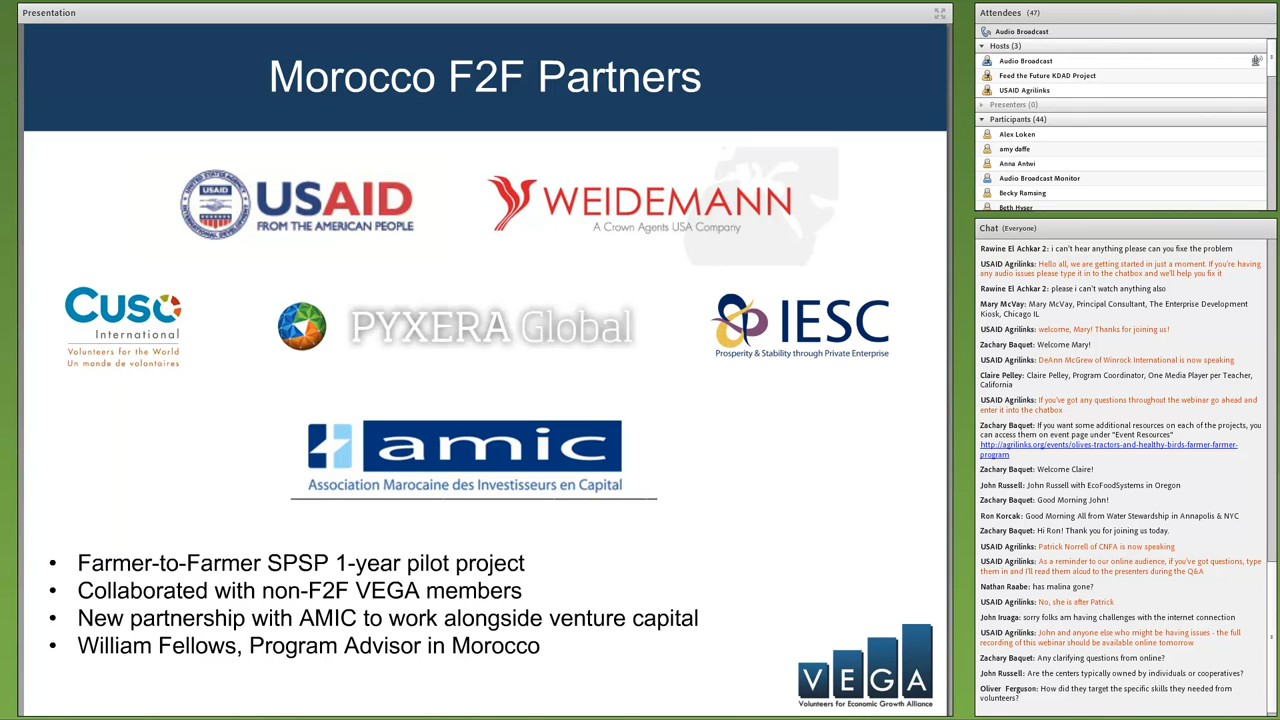 Presentation
Morocco F2F Partners
USAID
USAID
FROM THE AMERICAN PEOPLE
WEIDEMANN
A Crown Agents USA Company
Cuso
International
Volunteers for the World
Un monde de volontaires
PYXERA Global
IESC
Prosperity & Stability through Private Enterprise
amic
Association Marocaine des Investisseurs en Capital
• Farmer-to-Farmer SPSP 1-year pilot project
• Collaborated with non-F2F VEGA members
• New partnership with AMIC to work alongside venture capital
• William Fellows, Program Advisor in Morocco
VEGA
Volunteers for Economic Growth Alliance
Attendees (47)
Audio Broadcast
Hosts (3)
Audio Broadcast
Feed the Future KDAD Project
USAID Agrilinks
Presenters (0)
Participants (44)
Alex Loken
amy daffe
Anna Antwi
Audio Broadcast Monitor
Becky Ramsing
Beth Hyser
Chat (Everyone)
Rawine El Achkar 2: i can't hear anything please can you fixe the problem
USAID Agrilinks: Hello all, we are getting started in just a moment. If you're having
any audio issues please type it in to the chatbox and we'll help you fix it
Rawine El Achkar 2: please i can't watch anything also
Mary McVay: Mary McVay, Principal Consultant, The Enterprise Development
Kiosk, Chicago IL
USAID Agrilinks: welcome, Mary! Thanks for joining us!
Zachary Baquet: Welcome Mary!
USAID Agrilinks: DeAnn McGrew of Winrock International is now speaking
Claire Pelley: Claire Pelley, Program Coordinator, One Media Player per Teacher,
California
USAID Agrilinks: If you've got any questions throughout the webinar go ahead and
enter it into the chatbox
Zachary Baquet: If you want some additional resources on each of the projects, you
can access them on event page under "Event Resources"
http://agrilinks.org/events/olives-tractors-and-healthy-birds-farmer-farmer-
program
Zachary Baquet: Welcome Claire!
John Russell: John Russell with EcoFoodSystems in Oregon
Zachary Baquet: Good Morning John!
Ron Korcak: Good Morning All from Water Stewardship in Annapolis & NYC
Zachary Baquet: Hi Ron! Thank you for joining us today.
USAID Agrilinks: Patrick Norrell of CNFA is now speaking
USAID Agrilinks: As a reminder to our online audience, if you've got questions, type
them in and I'll read them aloud to the presenters during the Q&A
Nathan Raabe: has malina gone?
USAID Agrilinks: No, she is after Patrick
John Iruaga: sorry folks am having challenges with the internet connection
USAID Agrilinks: John and anyone else who might be having issues - the full
recording of this webinar should be available online tomorrow
Zachary Baquet: Any clarifying questions from online?
John Russell: Are the centers typically owned by individuals or cooperatives?
Oliver Ferguson: How did they target the specific skills they needed from
volunteers?